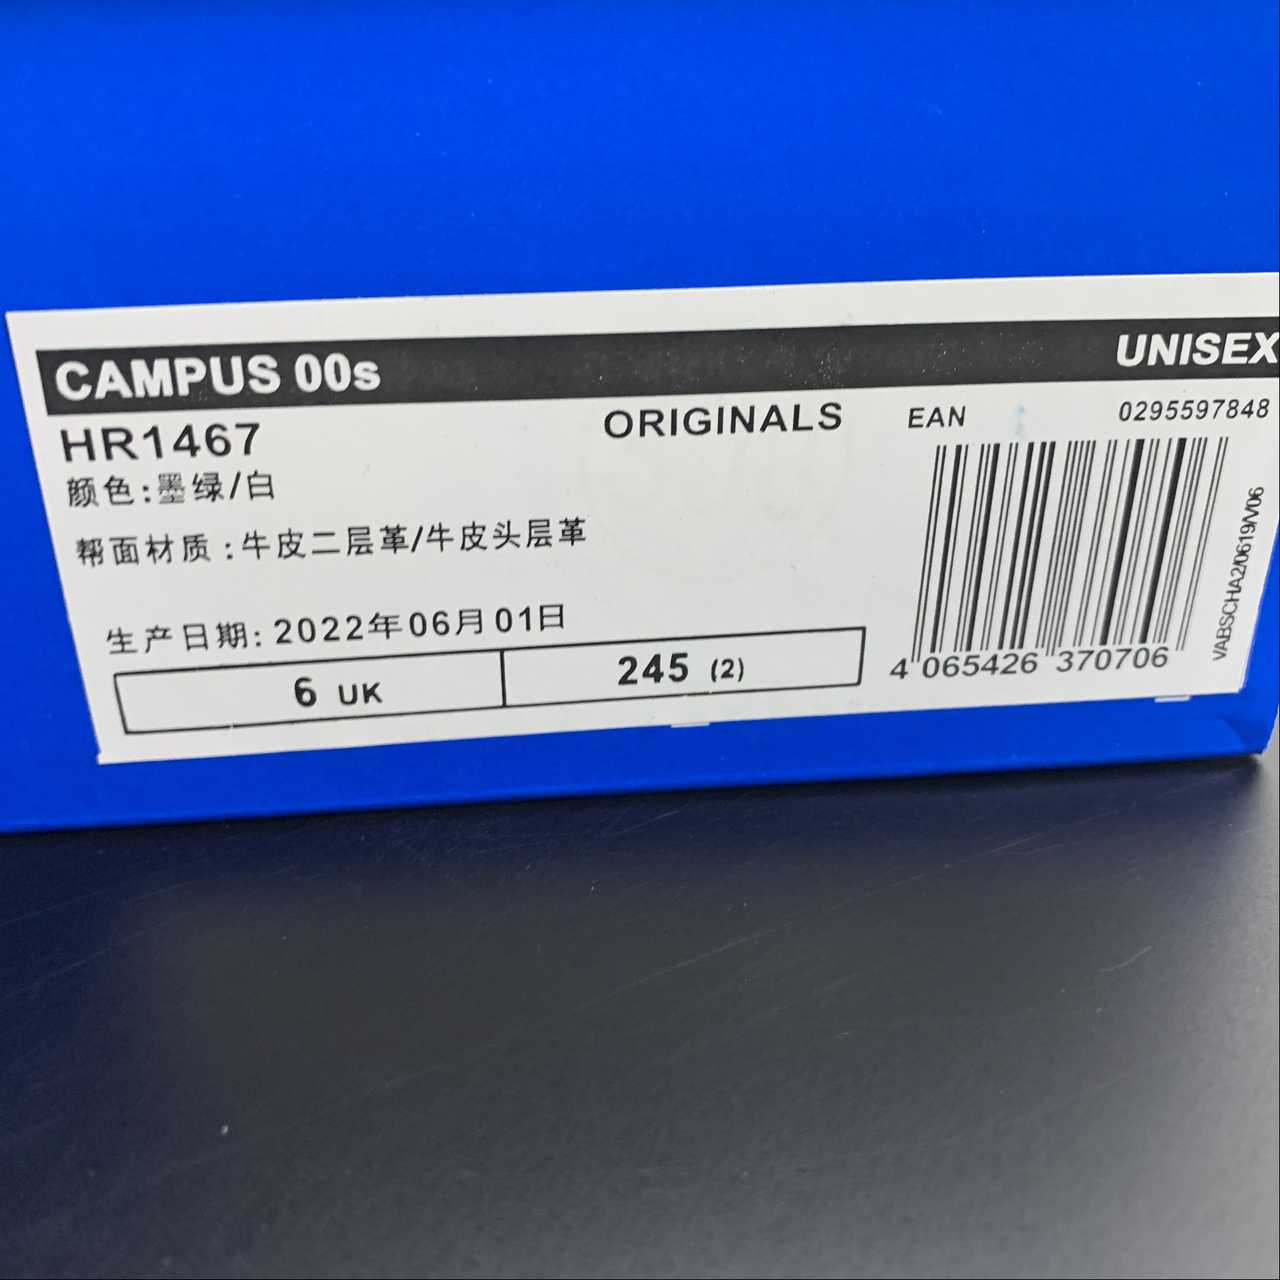 CAMPUS 00s
UNISEX
HR1467
ORIGINALS
EAN
0295597848
颜色:墨绿/白
帮面材质:牛皮二层革/牛皮头层革
生产日期:2022年06月01日
6 UK
245 (2)
4 065426 370706
VABSCHA2/0619/V06